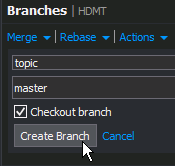 Branches | HDMT
Merge Rebase Actions
topic
master
Checkout branch
Create Branch Cancel